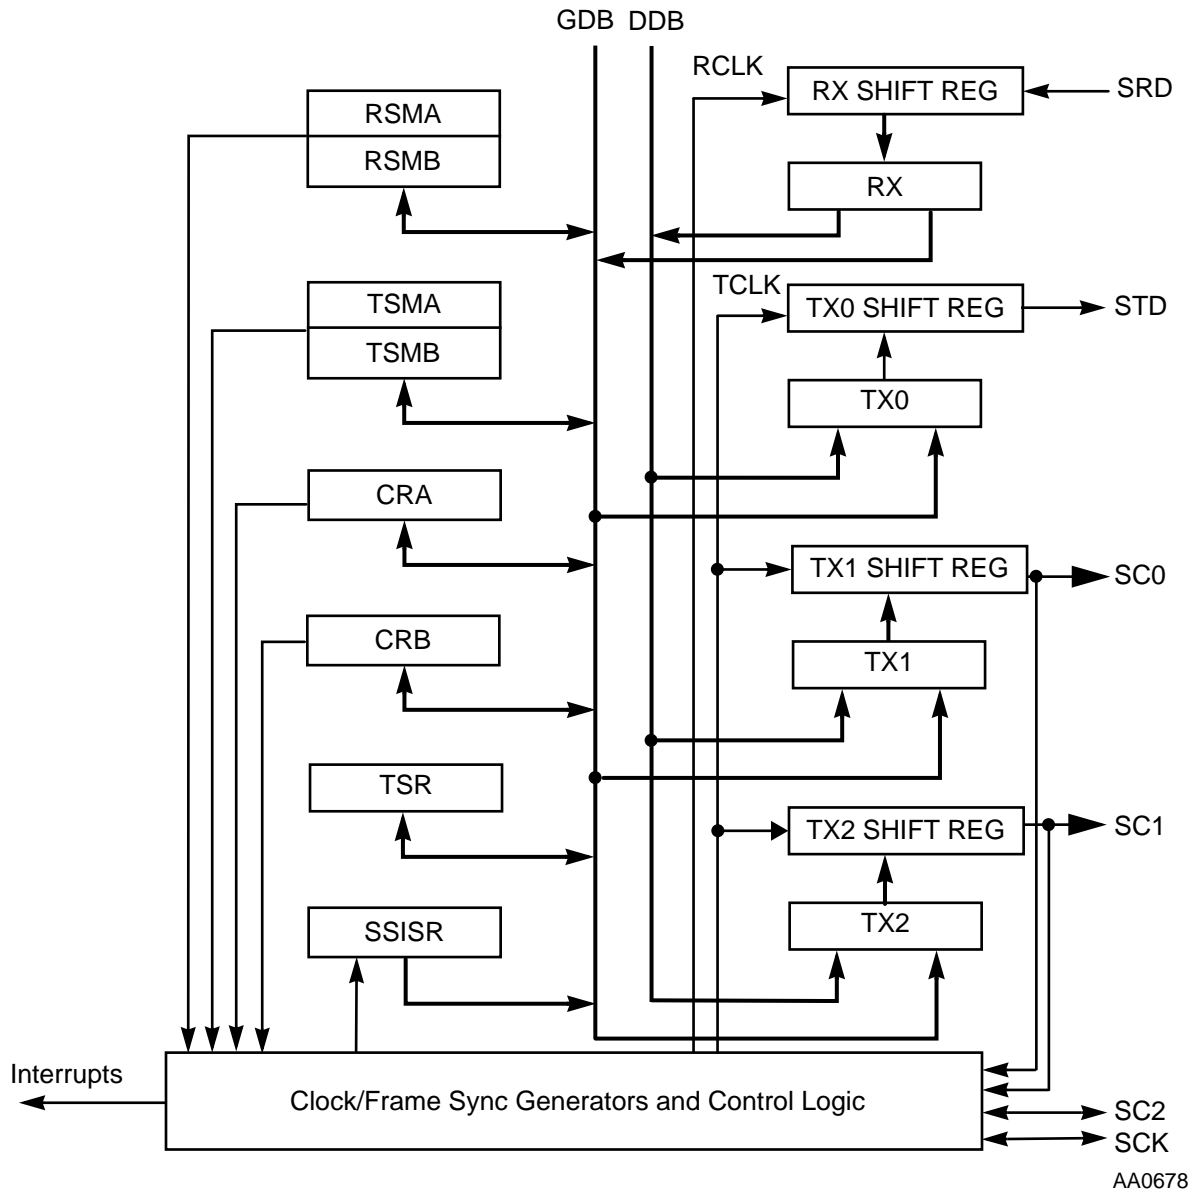 GDB DDB
RCLK
RX SHIFT REG
SRD
RSMA
RSMB
RX
TCLK
TX0 SHIFT REG
STD
TSMA
TSMB
TX0
CRA
TX1 SHIFT REG
SC0
CRB
TX1
TSR
TX2 SHIFT REG
SC1
SSISR
TX2
Interrupts
Clock/Frame Sync Generators and Control Logic
SC2
SCK
AA0678